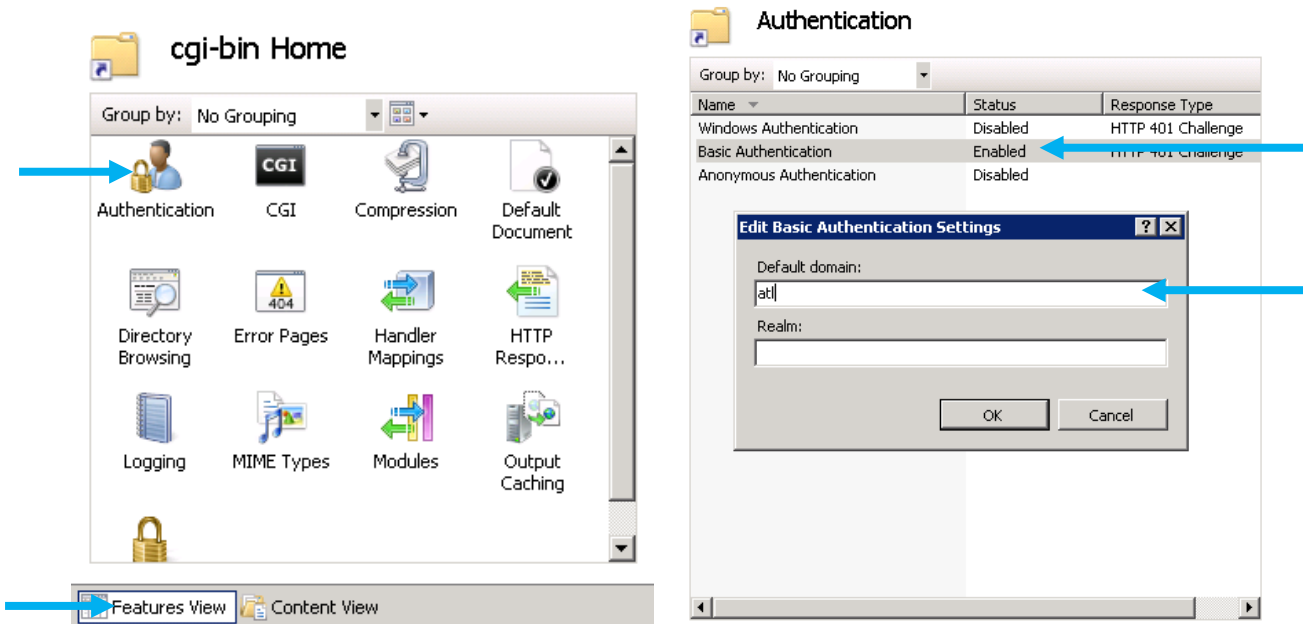 cgi-bin Home
Group by: No Grouping
CGI
Authentication CGI Compression Default Document
404
Directory Browsing Error Pages Handler Mappings HTTP Respo...
Logging MIME Types Modules Output Caching
Features View Content View
Authentication
Group by: No Grouping
Name Status Response Type
Windows Authentication Disabled HTTP 401 Challenge
Basic Authentication Enabled HTTP 401 Challenge
Anonymous Authentication Disabled
Edit Basic Authentication Settings ? X
Default domain:
atl
Realm:
OK Cancel